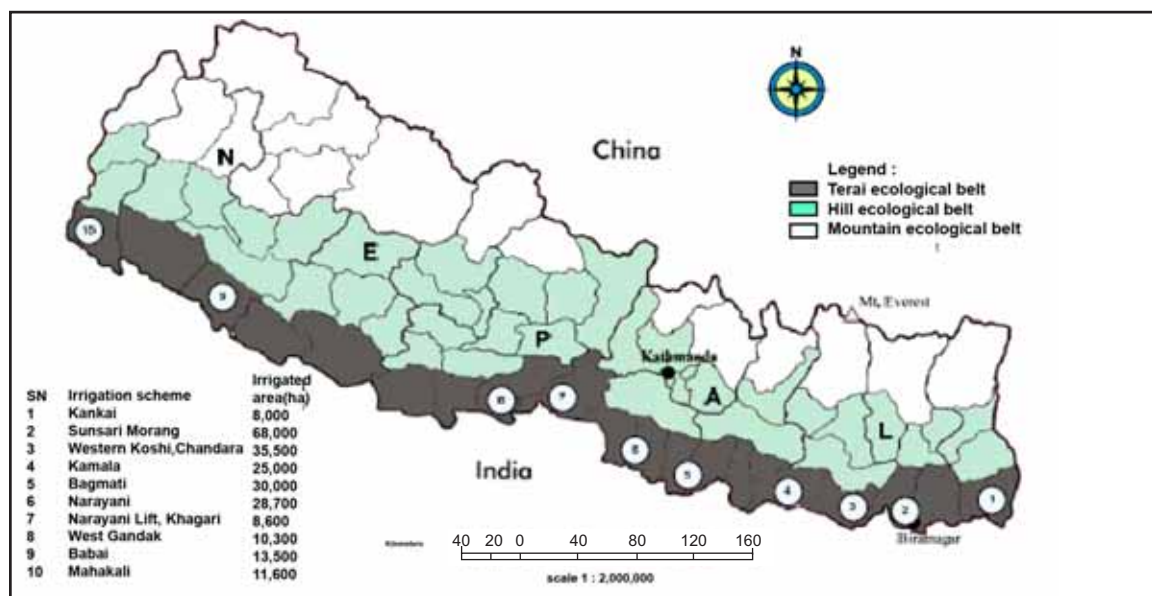 N
China
Legend :
Terai ecological belt
Hill ecological belt
Mountain ecological belt
N
15
E
9
Mt. Everest
P
Kathmandu
A
L
SN Irrigation scheme Irrigated area(ha)
1 Kankai 8,000
2 Sunsari Morang 68,000
3 Western Koshi,Chandara 35,500
4 Kamala 25,000
5 Bagmati 30,000
6 Narayani 28,700
7 Narayani Lift, Khagari 8,600
8 West Gandak 10,300
9 Babai 13,500
10 Mahakali 11,600
India
5
4
3
2
1
Biratnagar
Kilometers
40 20 0 40 80 120 160
scale 1 : 2,000,000